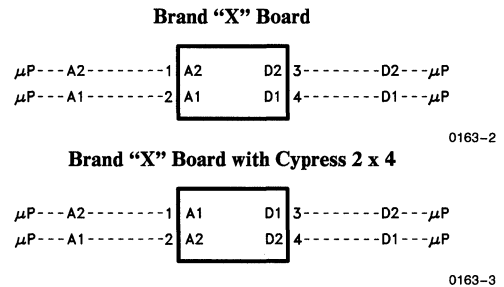 Brand “X” Board
μP---A2--------1 A2 D2 3--------D2---μP
μP---A1--------2 A1 D1 4--------D1---μP
0163-2
Brand “X” Board with Cypress 2 x 4
μP---A2--------1 A1 D1 3--------D2---μP
μP---A1--------2 A2 D2 4--------D1---μP
0163-3